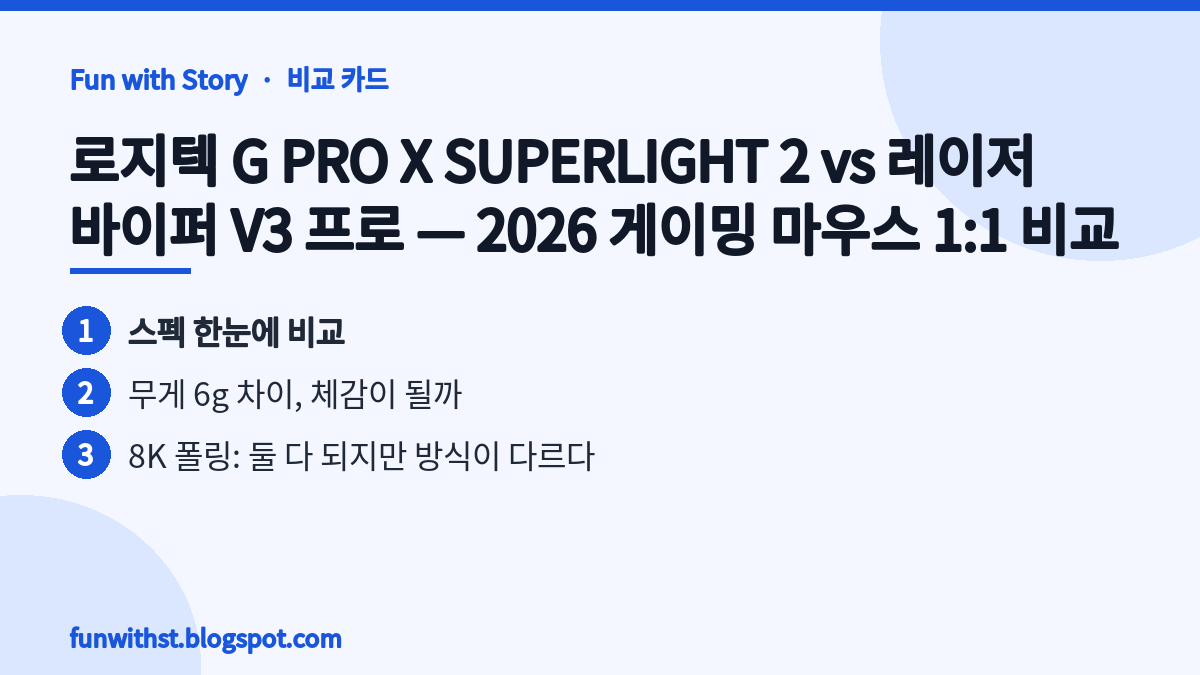 Fun with Story · 비교 카드
로지텍 G PRO X SUPERLIGHT 2 vs 레이저
바이퍼 V3 프로 — 2026 게이밍 마우스 1:1 비교
1 스펙 한눈에 비교
2 무게 6g 차이, 체감이 될까
3 8K 폴링: 둘 다 되지만 방식이 다르다
funwithst.blogspot.com